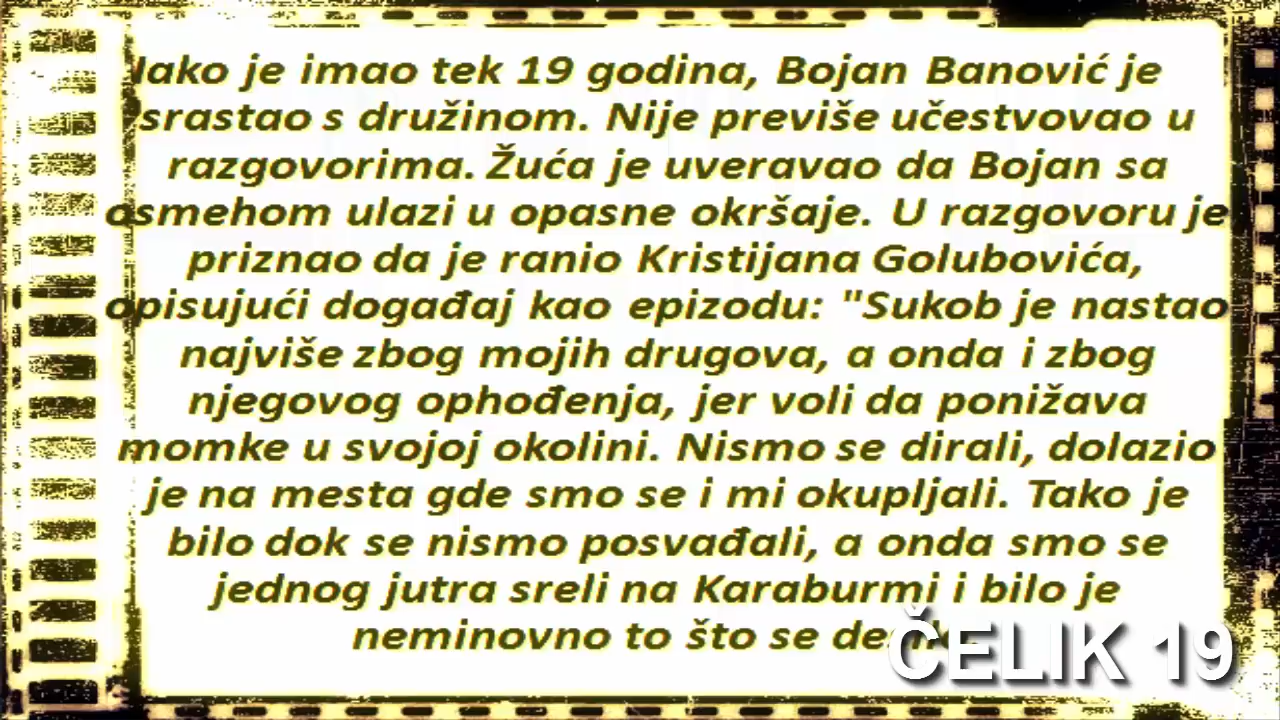 Iako je imao tek 19 godina, Bojan Banović je
srastao s družinom. Nije previše učestvovao u
razgovorima. Žuća je uveravao da Bojan sa
osmehom ulazi u opasne okršaje. U razgovoru je
priznao da je ranio Kristijana Golubovića,
opisujući događaj kao epizodu: "Sukob je nastao
najviše zbog mojih drugova, a onda i zbog
njegovog ophođenja, jer voli da ponižava
momke u svojoj okolini. Nismo se dirali, dolazio
je na mesta gde smo se i mi okupljali. Tako je
bilo dok se nismo posvađali, a onda smo se
jednog jutra sreli na Karaburmi i bilo je
neminovno to što se
ČELIK 19